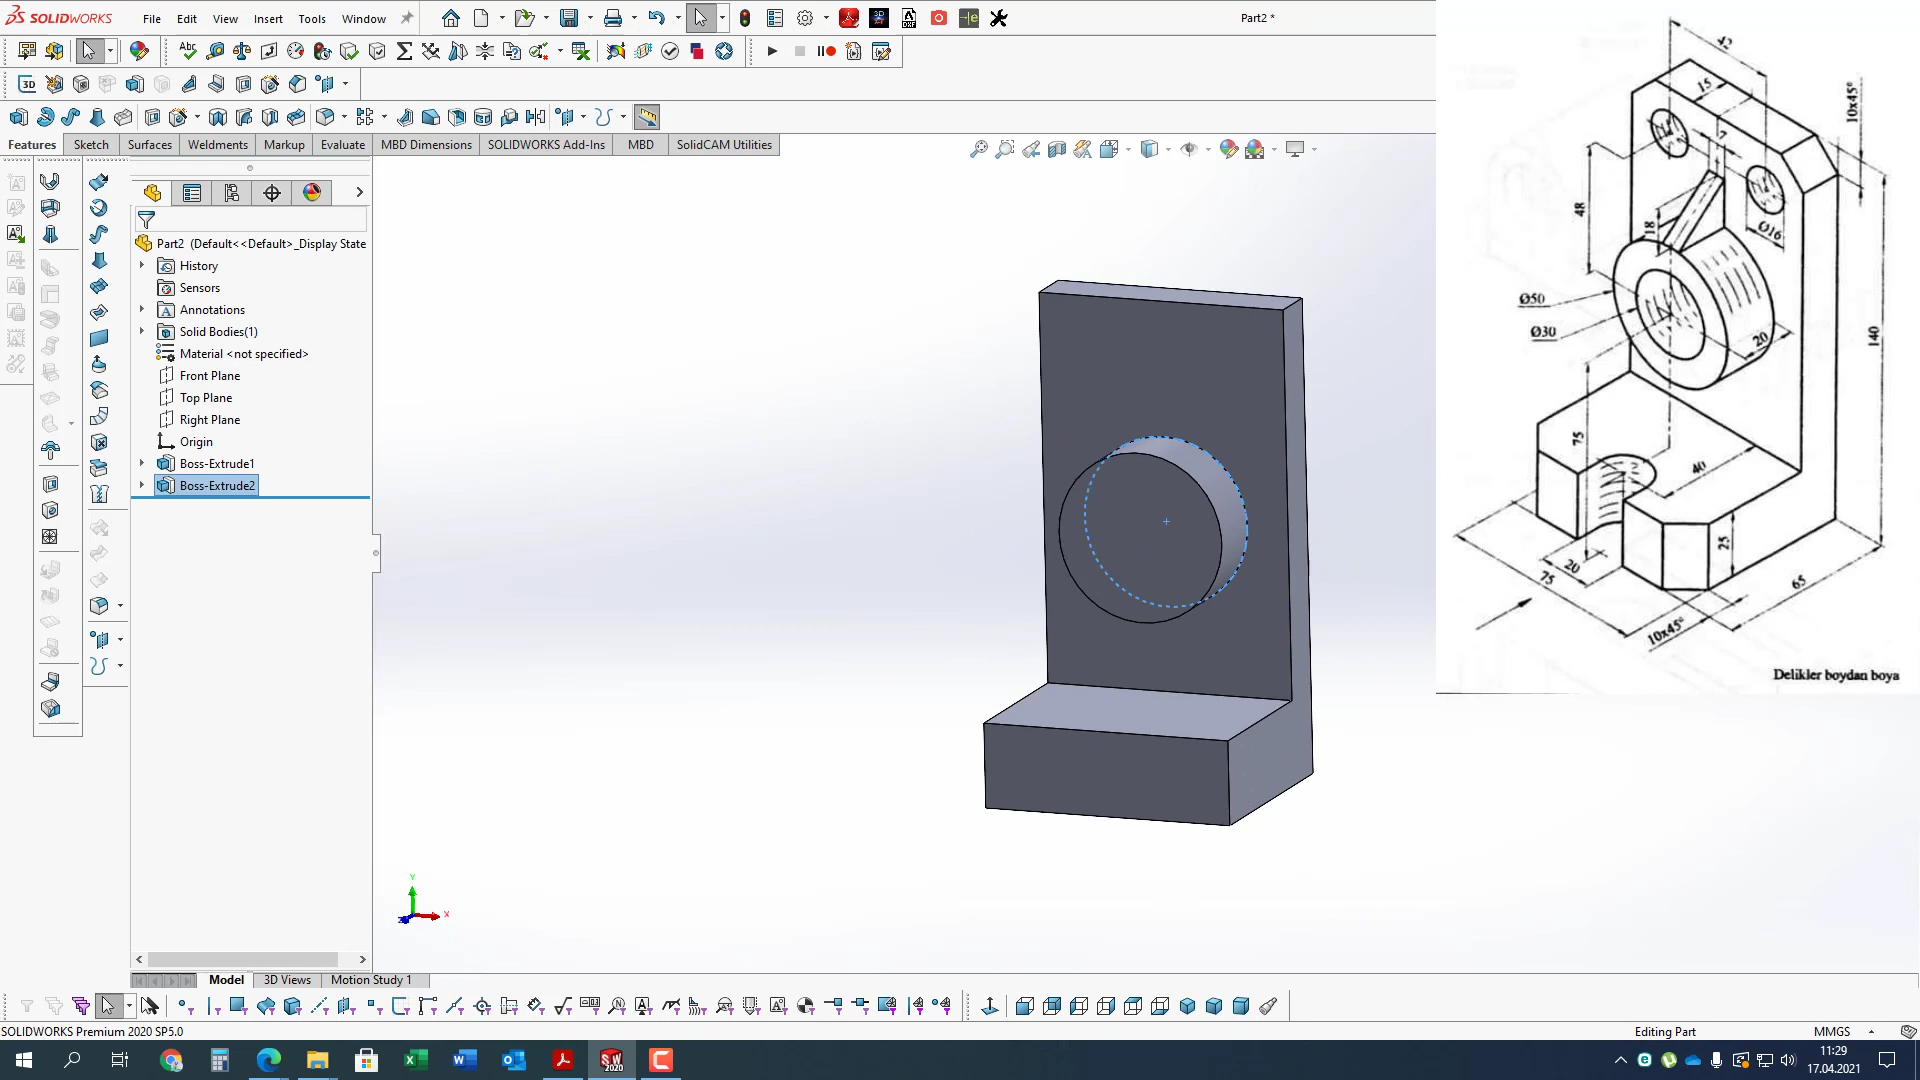 SOLIDWORKS
File
Edit
View
Insert
Tools
Window
Part2 *
Features
Sketch
Surfaces
Weldments
Markup
Evaluate
MBD Dimensions
SOLIDWORKS Add-Ins
MBD
SolidCAM Utilities
Part2 (Default<<Default>_Display State
History
Sensors
Annotations
Solid Bodies(1)
Material <not specified>
Front Plane
Top Plane
Right Plane
Origin
Boss-Extrude1
Boss-Extrude2
42
15
10x45°
7
48
18
Ø16
Ø50
Ø30
20
140
75
40
25
20
75
65
10x45°
Delikler boydan boya
Y
X
Z
Model
3D Views
Motion Study 1
SOLIDWORKS Premium 2020 SP5.0
Editing Part
MMGS
11:29
17.04.2021